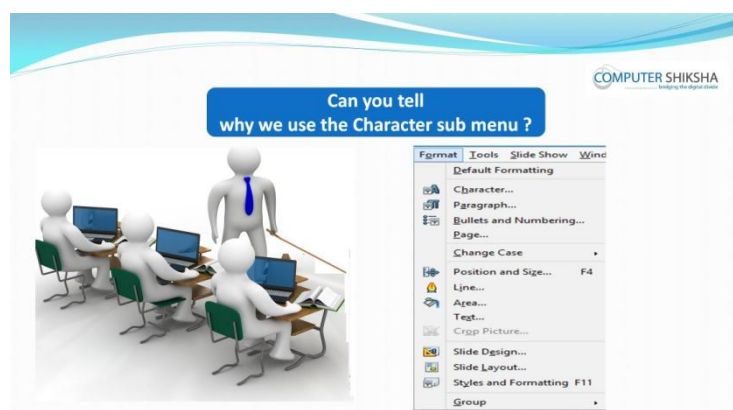 COMPUTER SHIKSHA
bridging the digital divide
Can you tell
why we use the Character sub menu ?
Format Tools Slide Show Wind
Default Formatting
Character...
Paragraph...
Bullets and Numbering...
Page...
Change Case
Position and Size... F4
Line...
Area...
Text...
Crop Picture...
Slide Design...
Slide Layout...
Styles and Formatting F11
Group